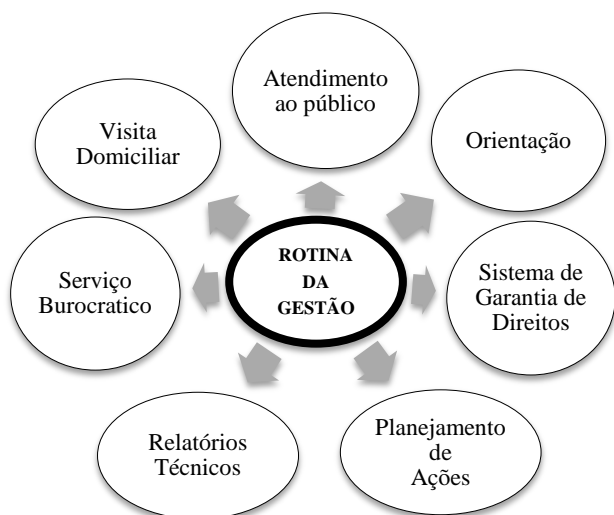 Atendimento
ao público
Visita
Domiciliar
Orientação
ROTINA
DA
GESTÃO
Serviço
Burocratico
Sistema de
Garantia de
Direitos
Relatórios
Técnicos
Planejamento
de
Ações